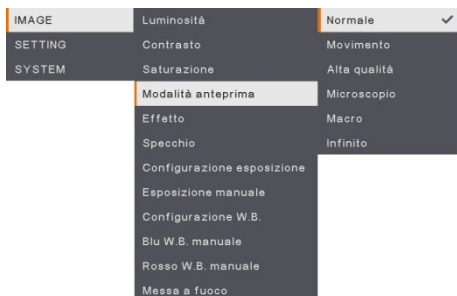 IMAGE
SETTING
SYSTEM
Luminosità
Contrasto
Saturazione
Modalità anteprima
Effetto
Specchio
Configurazione esposizione
Esposizione manuale
Configurazione W.B.
Blu W.B. manuale
Rosso W.B. manuale
Messa a fuoco
Normale
Movimento
Alta qualità
Microscopio
Macro
Infinito